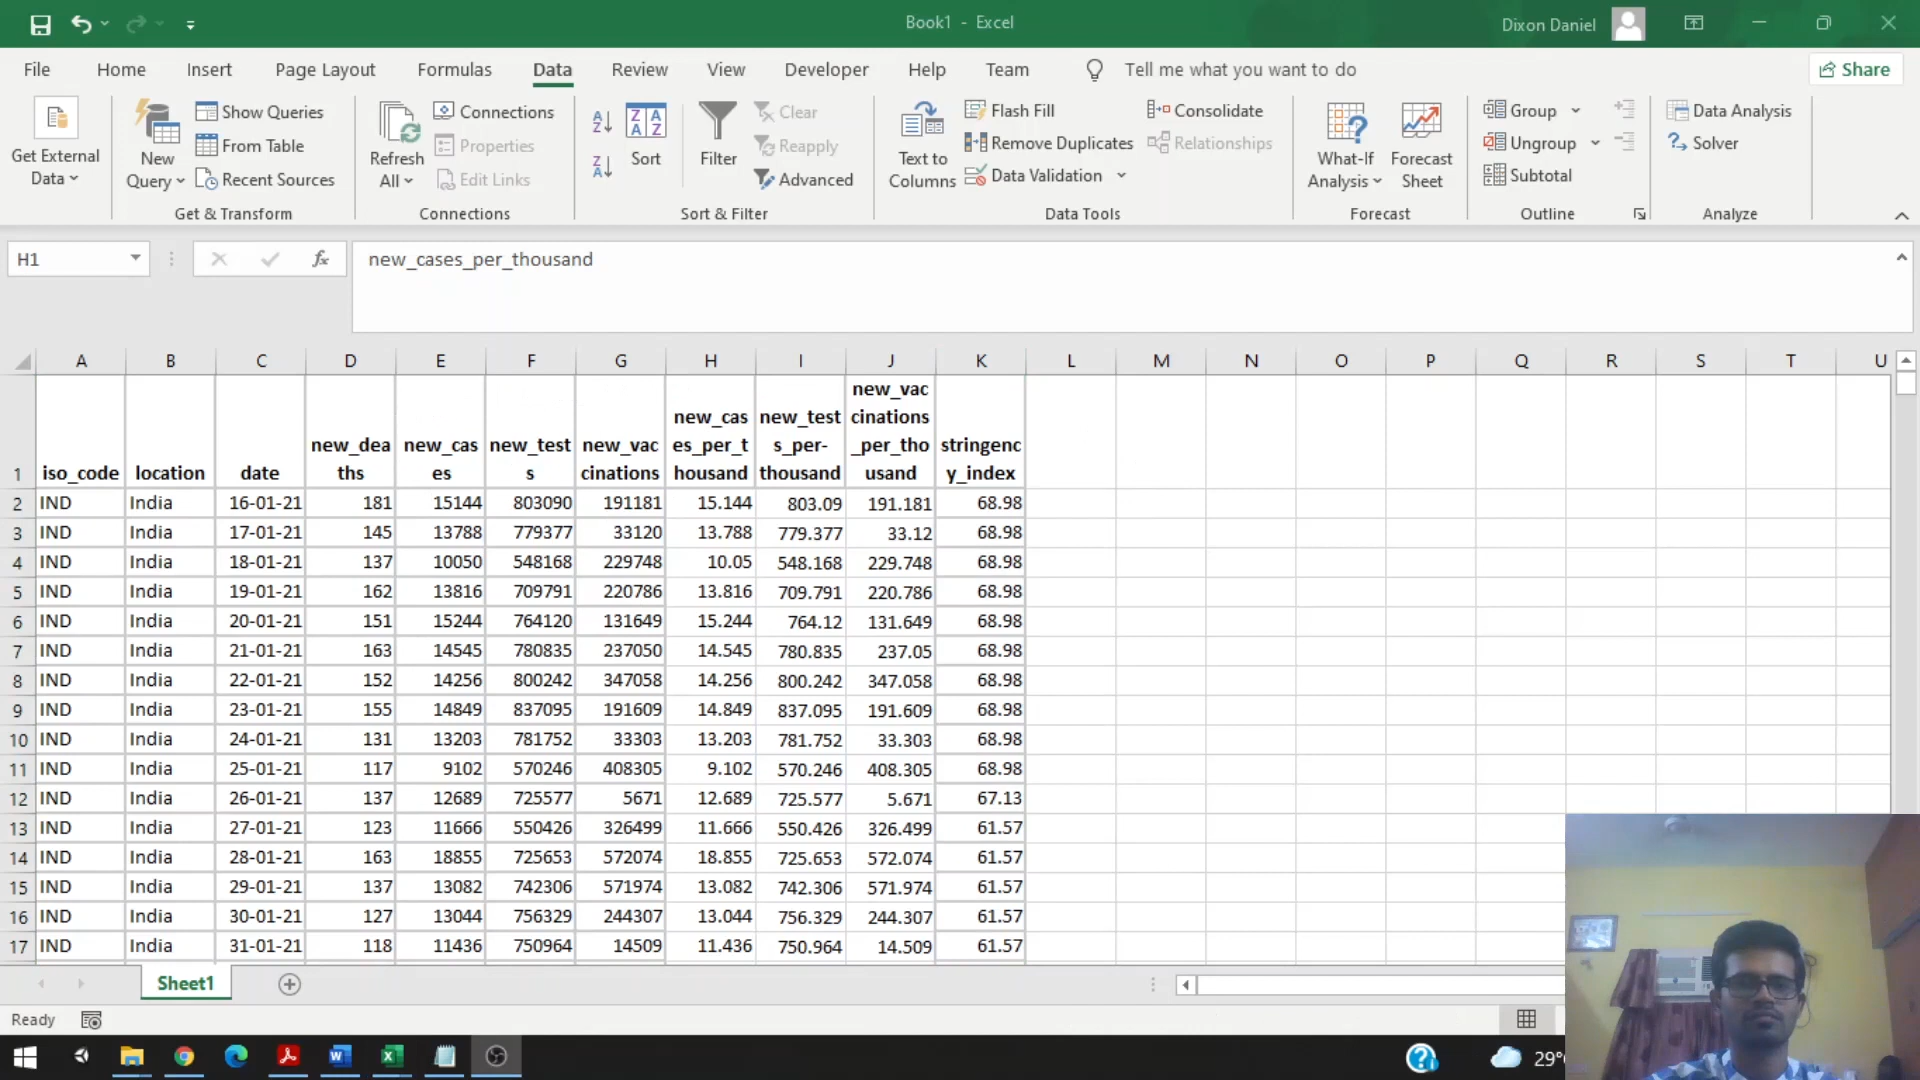 Book1 - Excel
Dixon Daniel
File Home Insert Page Layout Formulas Data Review View Developer Help Team Tell me what you want to do Share
Get External Data
New Query
Show Queries
From Table
Recent Sources
Get & Transform
Refresh All
Connections
Properties
Edit Links
Connections
Sort
Filter
Clear
Reapply
Advanced
Sort & Filter
Text to Columns
Flash Fill
Remove Duplicates
Data Validation
Consolidate
Relationships
Data Tools
What-If Analysis
Forecast Sheet
Forecast
Group
Ungroup
Subtotal
Outline
Data Analysis
Solver
Analyze
H1 fx new_cases_per_thousand
A B C D E F G H I J K L M N O P Q R S T U
1 iso_code location date new_deaths new_cases new_tests new_vaccinations new_cases_per_thousand new_tests_per-thousand new_vaccinations_per_thousand stringency_index
2 IND India 16-01-21 181 15144 803090 191181 15.144 803.09 191.181 68.98
3 IND India 17-01-21 145 13788 779377 33120 13.788 779.377 33.12 68.98
4 IND India 18-01-21 137 10050 548168 229748 10.05 548.168 229.748 68.98
5 IND India 19-01-21 162 13816 709791 220786 13.816 709.791 220.786 68.98
6 IND India 20-01-21 151 15244 764120 131649 15.244 764.12 131.649 68.98
7 IND India 21-01-21 163 14545 780835 237050 14.545 780.835 237.05 68.98
8 IND India 22-01-21 152 14256 800242 347058 14.256 800.242 347.058 68.98
9 IND India 23-01-21 155 14849 837095 191609 14.849 837.095 191.609 68.98
10 IND India 24-01-21 131 13203 781752 33303 13.203 781.752 33.303 68.98
11 IND India 25-01-21 117 9102 570246 408305 9.102 570.246 408.305 68.98
12 IND India 26-01-21 137 12689 725577 5671 12.689 725.577 5.671 67.13
13 IND India 27-01-21 123 11666 550426 326499 11.666 550.426 326.499 61.57
14 IND India 28-01-21 163 18855 725653 572074 18.855 725.653 572.074 61.57
15 IND India 29-01-21 137 13082 742306 571974 13.082 742.306 571.974 61.57
16 IND India 30-01-21 127 13044 756329 244307 13.044 756.329 244.307 61.57
17 IND India 31-01-21 118 11436 750964 14509 11.436 750.964 14.509 61.57
Sheet1
Ready
29°